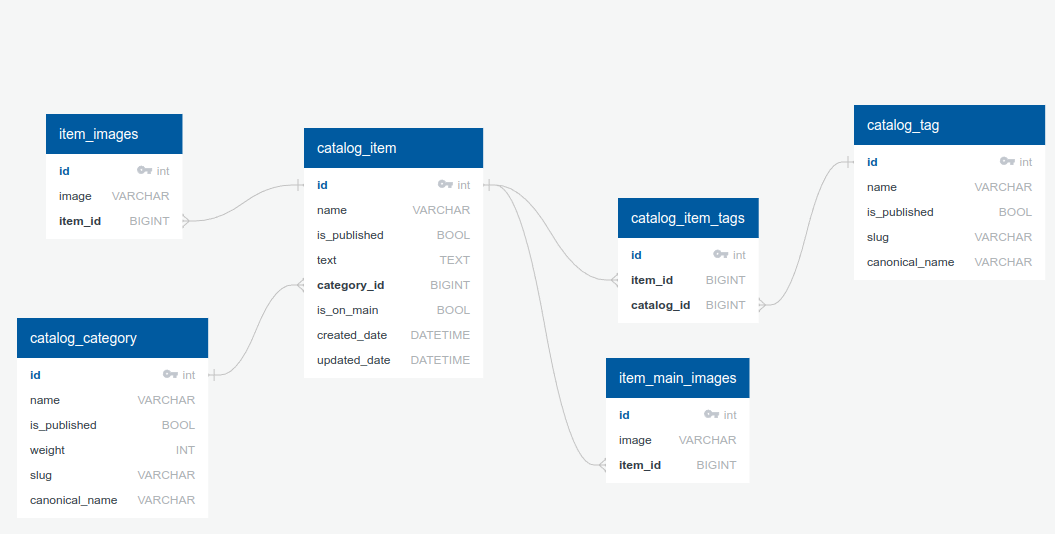 item_images
id int
image VARCHAR
item_id BIGINT
catalog_category
id int
name VARCHAR
is_published BOOL
weight INT
slug VARCHAR
canonical_name VARCHAR
catalog_item
id int
name VARCHAR
is_published BOOL
text TEXT
category_id BIGINT
is_on_main BOOL
created_date DATETIME
updated_date DATETIME
catalog_item_tags
id int
item_id BIGINT
catalog_id BIGINT
item_main_images
id int
image VARCHAR
item_id BIGINT
catalog_tag
id int
name VARCHAR
is_published BOOL
slug VARCHAR
canonical_name VARCHAR